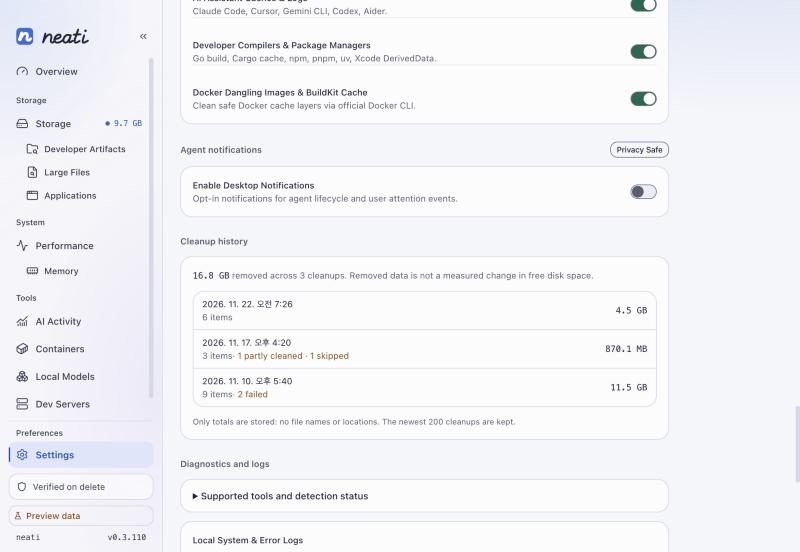 neati
«
Overview
Storage
Storage
9.7 GB
Developer Artifacts
Large Files
Applications
System
Performance
Memory
Tools
AI Activity
Containers
Local Models
Dev Servers
Preferences
Settings
Verified on delete
Preview data
neati
v0.3.110
Claude Code, Cursor, Gemini CLI, Codex, Aider.
Developer Compilers & Package Managers
Go build, Cargo cache, npm, pnpm, uv, Xcode DerivedData.
Docker Dangling Images & BuildKit Cache
Clean safe Docker cache layers via official Docker CLI.
Agent notifications
Privacy Safe
Enable Desktop Notifications
Opt-in notifications for agent lifecycle and user attention events.
Cleanup history
16.8 GB removed across 3 cleanups. Removed data is not a measured change in free disk space.
2026. 11. 22. 오전 7:26
6 items
4.5 GB
2026. 11. 17. 오후 4:20
3 items· 1 partly cleaned · 1 skipped
870.1 MB
2026. 11. 10. 오후 5:40
9 items· 2 failed
11.5 GB
Only totals are stored: no file names or locations. The newest 200 cleanups are kept.
Diagnostics and logs
Supported tools and detection status
Local System & Error Logs